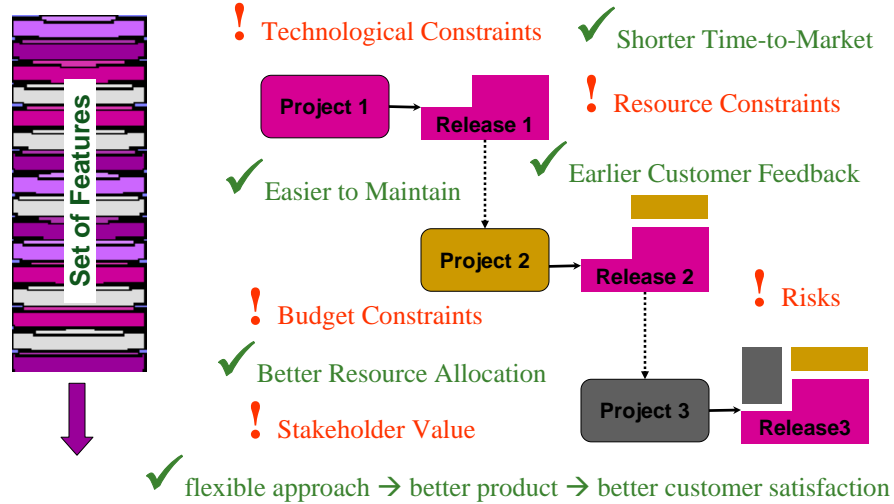 ! Technological Constraints
✓ Shorter Time-to-Market
Set of Features
Project 1
Release 1
! Resource Constraints
✓ Easier to Maintain
✓ Earlier Customer Feedback
Project 2
Release 2
! Budget Constraints
! Risks
✓ Better Resource Allocation
Project 3
Release3
! Stakeholder Value
✓ flexible approach → better product → better customer satisfaction